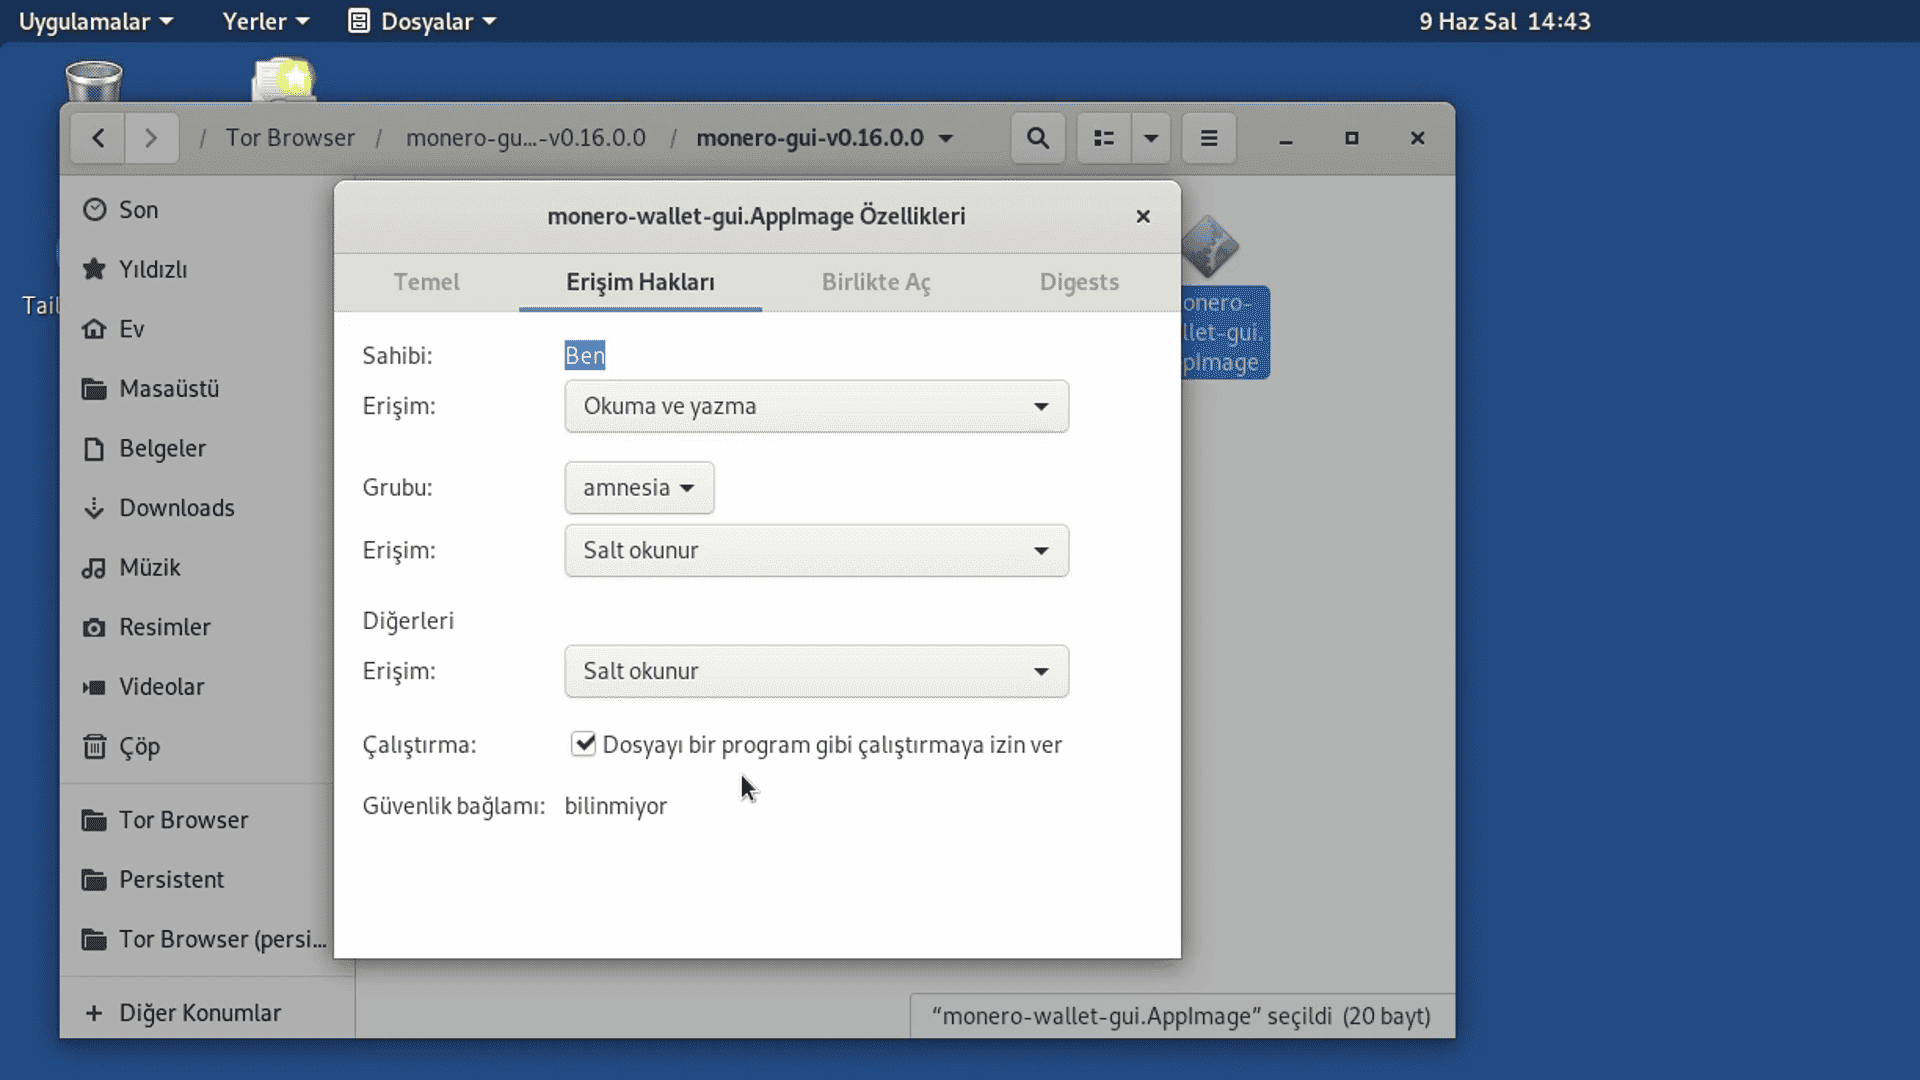 Uygulamalar Yerler Dosyalar 9 Haz Sal 14:43
/ Tor Browser / monero-gu...-v0.16.0.0 / monero-gui-v0.16.0.0
monero-wallet-gui.AppImage Özellikleri
Temel Erişim Hakları Birlikte Aç Digests
Sahibi: Ben
Erişim: Okuma ve yazma
Grubu: amnesia
Erişim: Salt okunur
Diğerleri
Erişim: Salt okunur
Çalıştırma: Dosyayı bir program gibi çalıştırmaya izin ver
Güvenlik bağlamı: bilinmiyor
Son
Yıldızlı
Ev
Masaüstü
Belgeler
Downloads
Müzik
Resimler
Videolar
Çöp
Tor Browser
Persistent
Tor Browser (persi...
+ Diğer Konumlar
Tail
onero-
llet-gui.
pImage
“monero-wallet-gui.AppImage” seçildi (20 bayt)